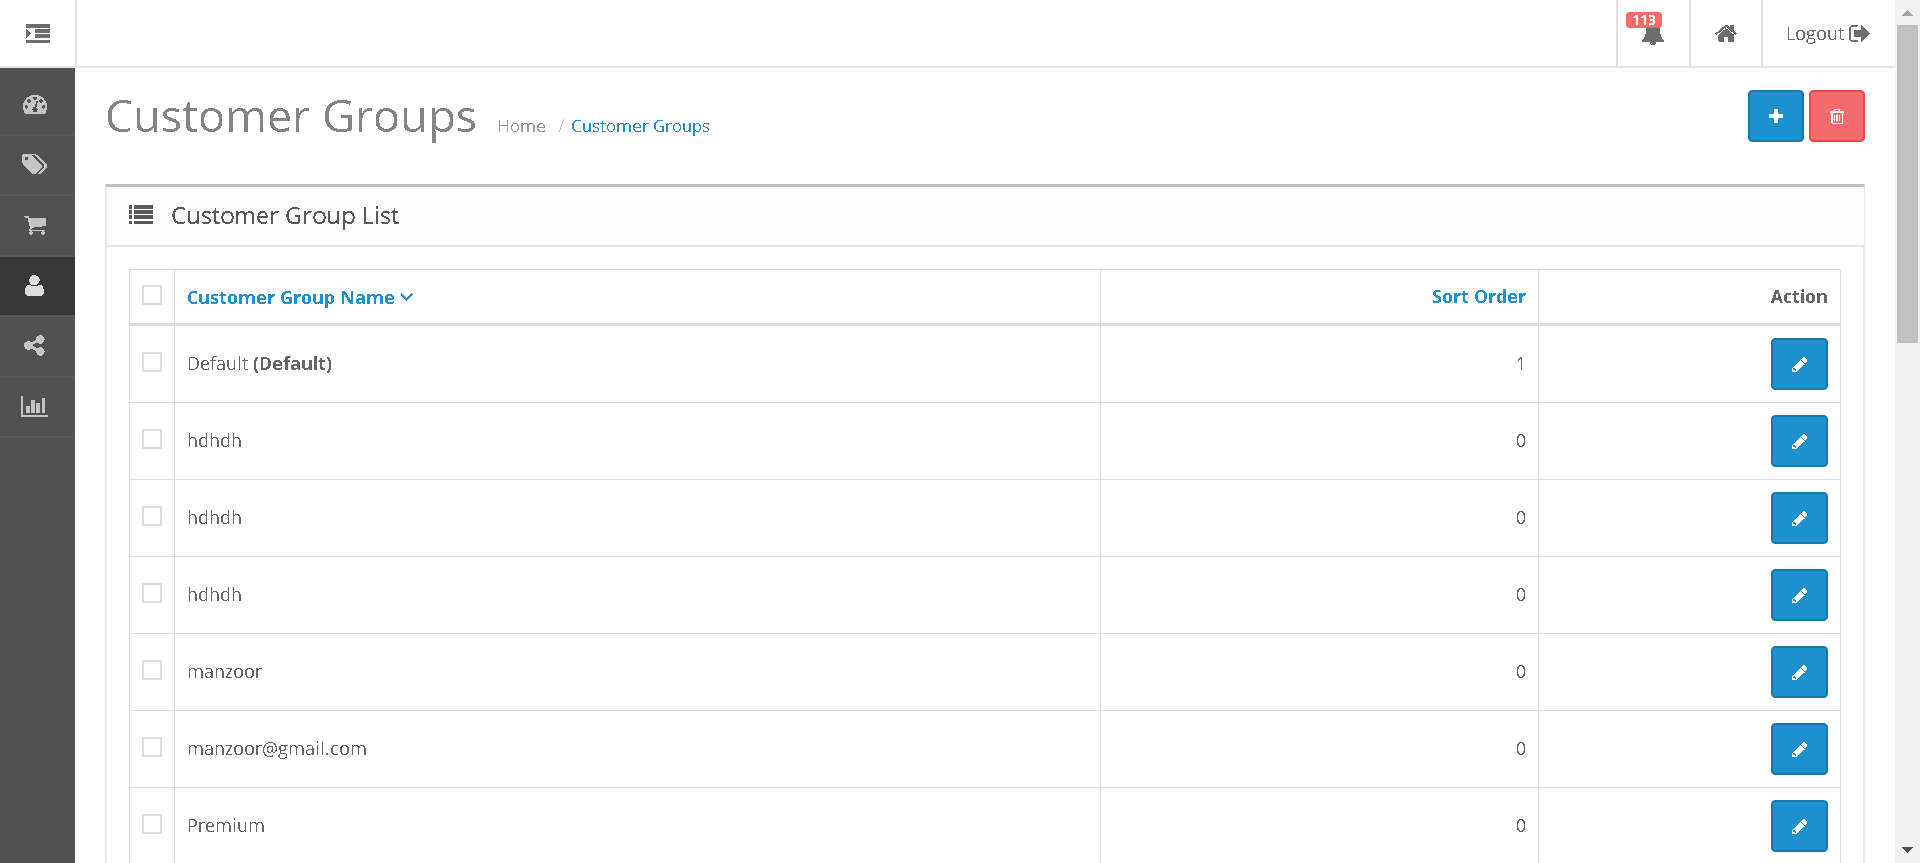 113
Logout
Customer Groups
Home / Customer Groups
Customer Group List
Customer Group Name Sort Order Action
Default (Default) 1
hdhdh 0
hdhdh 0
hdhdh 0
manzoor 0
manzoor@gmail.com 0
Premium 0